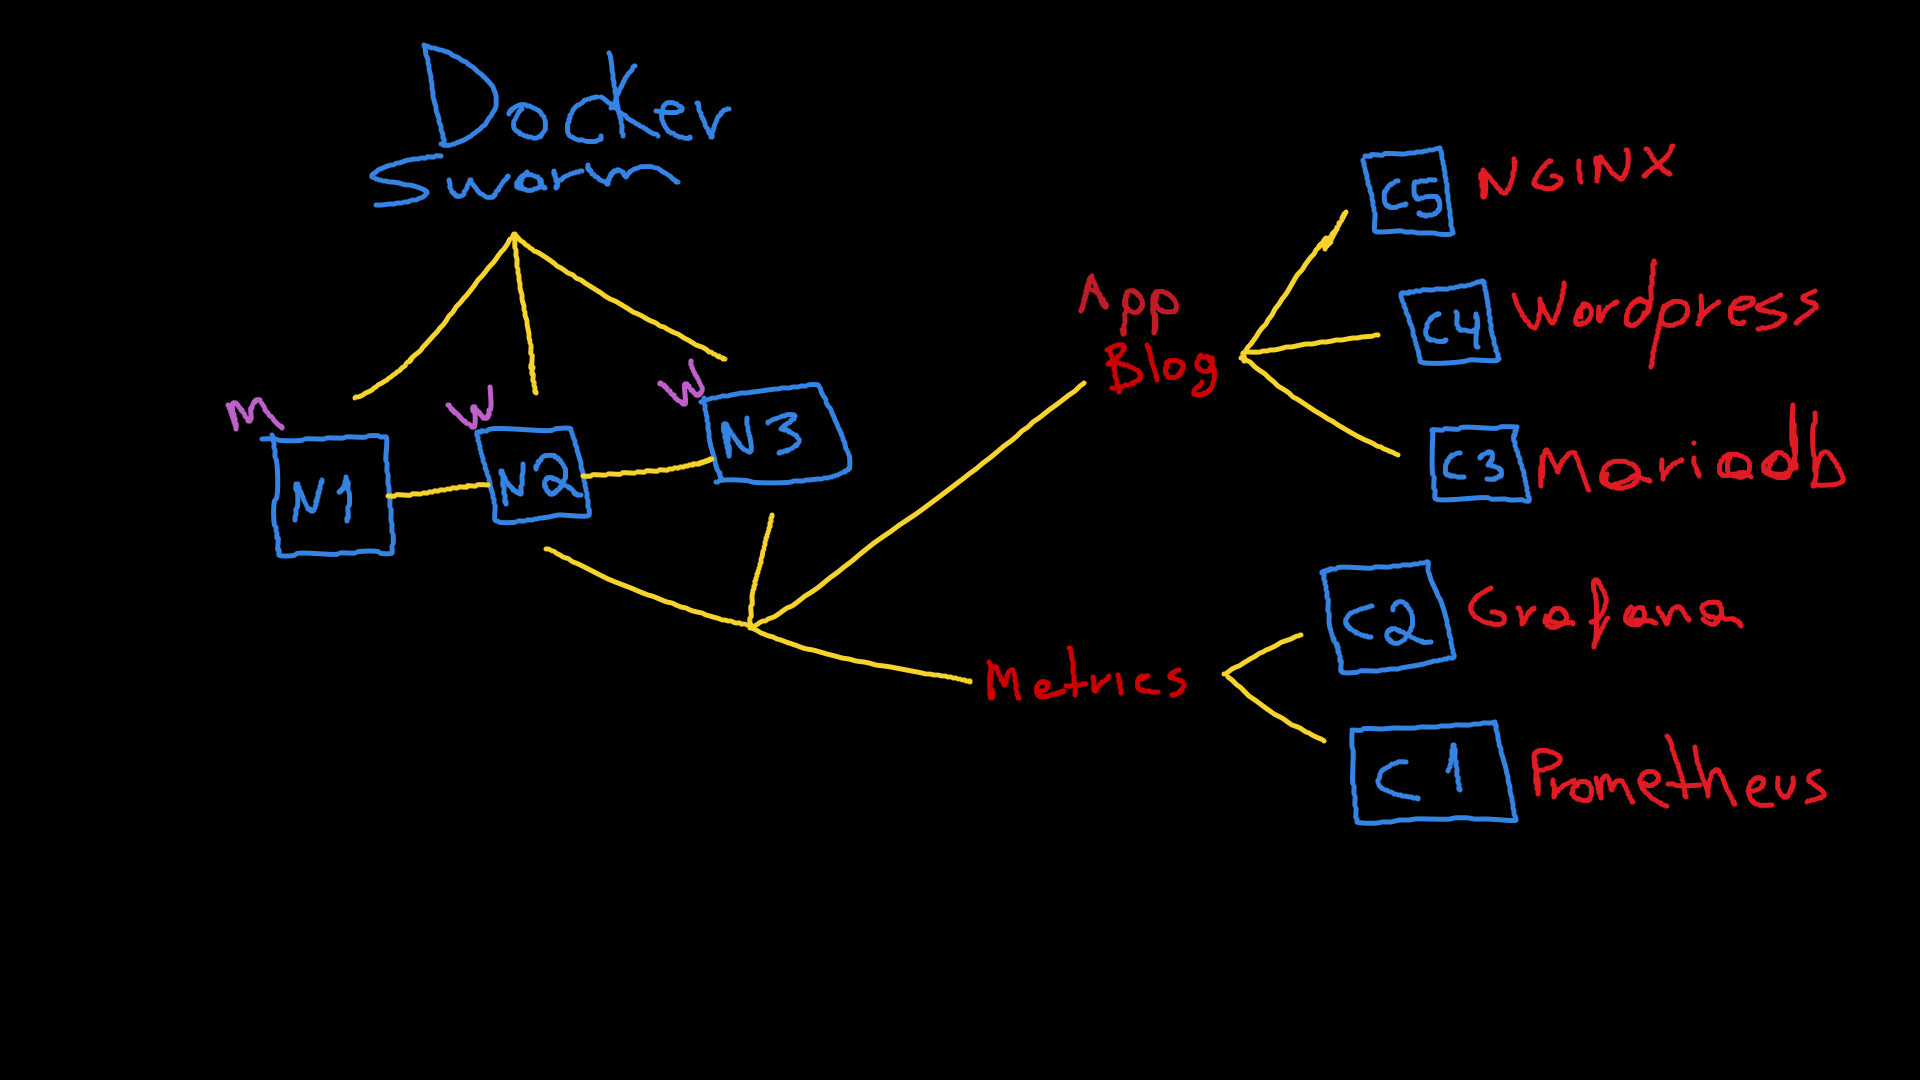 Docker
Swarm
M
W
W
N1
N2
N3
App
Blog
Metrics
C5 NGINX
C4 Wordpress
C3 Mariadb
C2 Grafana
C1 Prometheus